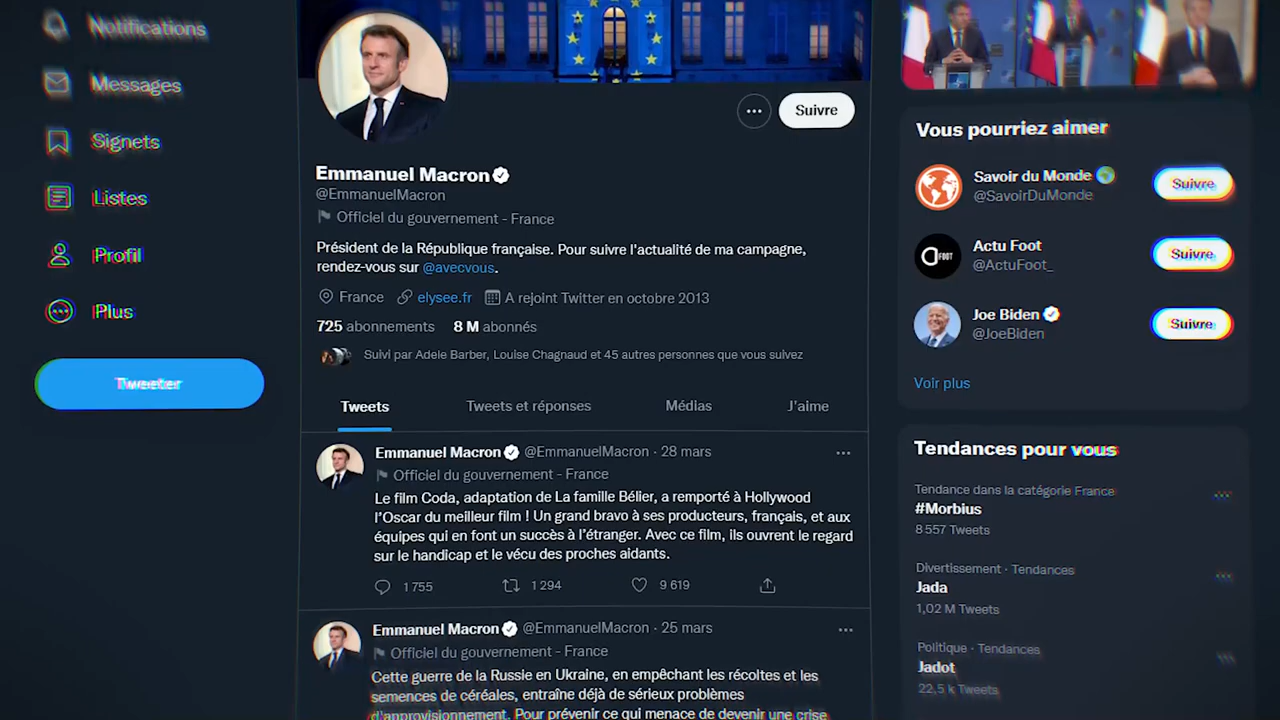 Notifications
Messages
Signets
Listes
Profil
Plus
Tweeter
Suivre
Emmanuel Macron
@EmmanuelMacron
Officiel du gouvernement - France
Président de la République française. Pour suivre l'actualité de ma campagne,
rendez-vous sur @avecvous.
France elysee.fr A rejoint Twitter en octobre 2013
725 abonnements 8 M abonnés
Suivi par Adele Barber, Louise Chagnaud et 45 autres personnes que vous suivez
Tweets Tweets et réponses Médias J'aime
Emmanuel Macron @EmmanuelMacron · 28 mars
Officiel du gouvernement - France
Le film Coda, adaptation de La famille Bélier, a remporté à Hollywood
l'Oscar du meilleur film ! Un grand bravo à ses producteurs, français, et aux
équipes qui en font un succès à l'étranger. Avec ce film, ils ouvrent le regard
sur le handicap et le vécu des proches aidants.
1 755 1 294 9 619
Emmanuel Macron @EmmanuelMacron · 25 mars
Officiel du gouvernement - France
Cette guerre de la Russie en Ukraine, en empêchant les récoltes et les
semences de céréales, entraîne déjà de sérieux problèmes
d'approvisionnement. Pour prévenir ce qui menace de devenir une crise
Vous pourriez aimer
Savoir du Monde
@SavoirDuMonde
Suivre
Actu Foot
@ActuFoot_
Suivre
FOOT
Joe Biden
@JoeBiden
Suivre
Voir plus
Tendances pour vous
Tendance dans la catégorie France
#Morbius
8 557 Tweets
Divertissement · Tendances
Jada
1,02 M Tweets
Politique · Tendances
Jadot
22,5 k Tweets